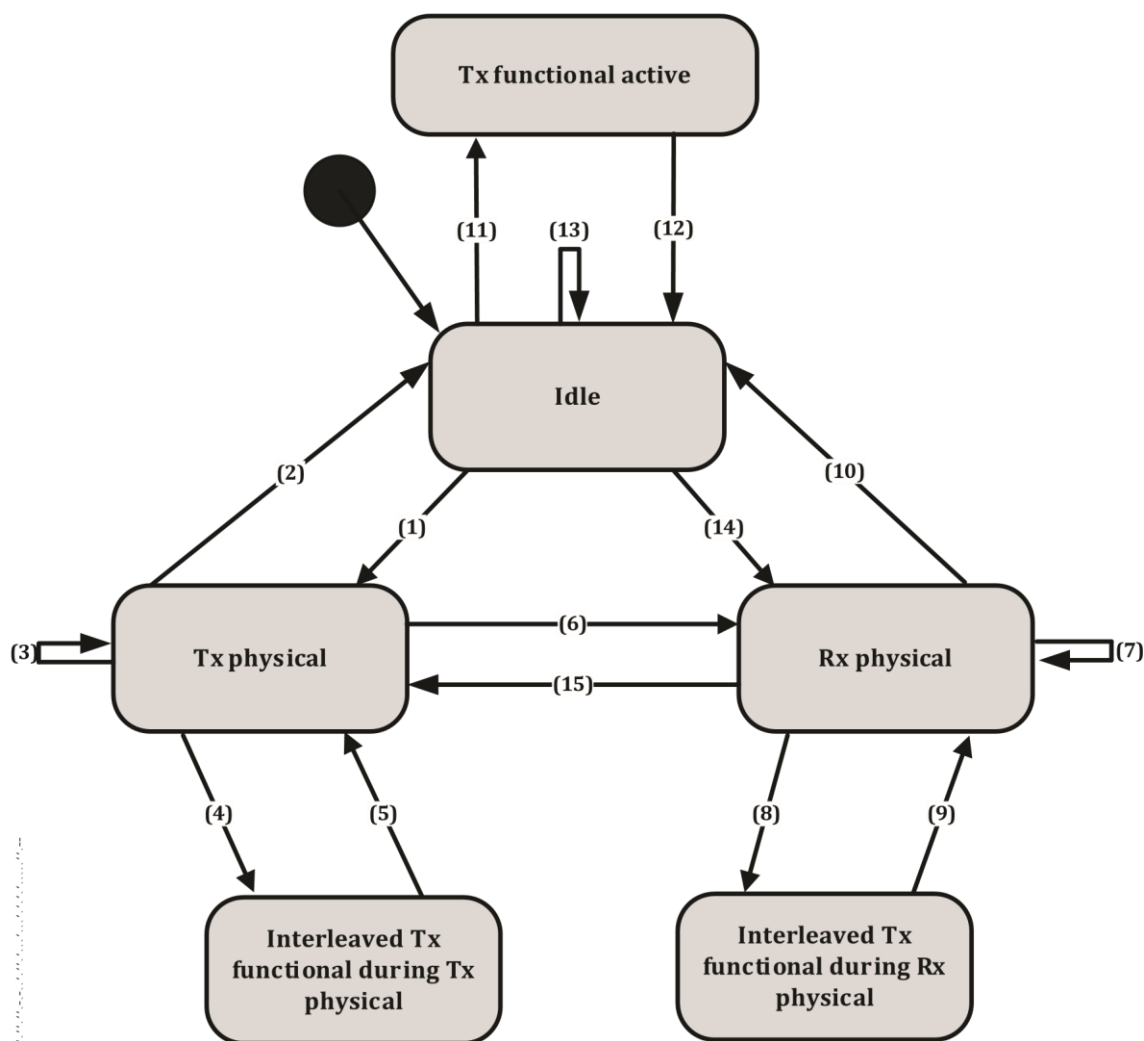 Tx functional active
(11)
(13)
(12)
Idle
(2)
(10)
(1)
(14)
(3)
Tx physical
(6)
Rx physical
(7)
(15)
(4)
(5)
(8)
(9)
Interleaved Tx
functional during Tx
physical
Interleaved Tx
functional during Rx
physical